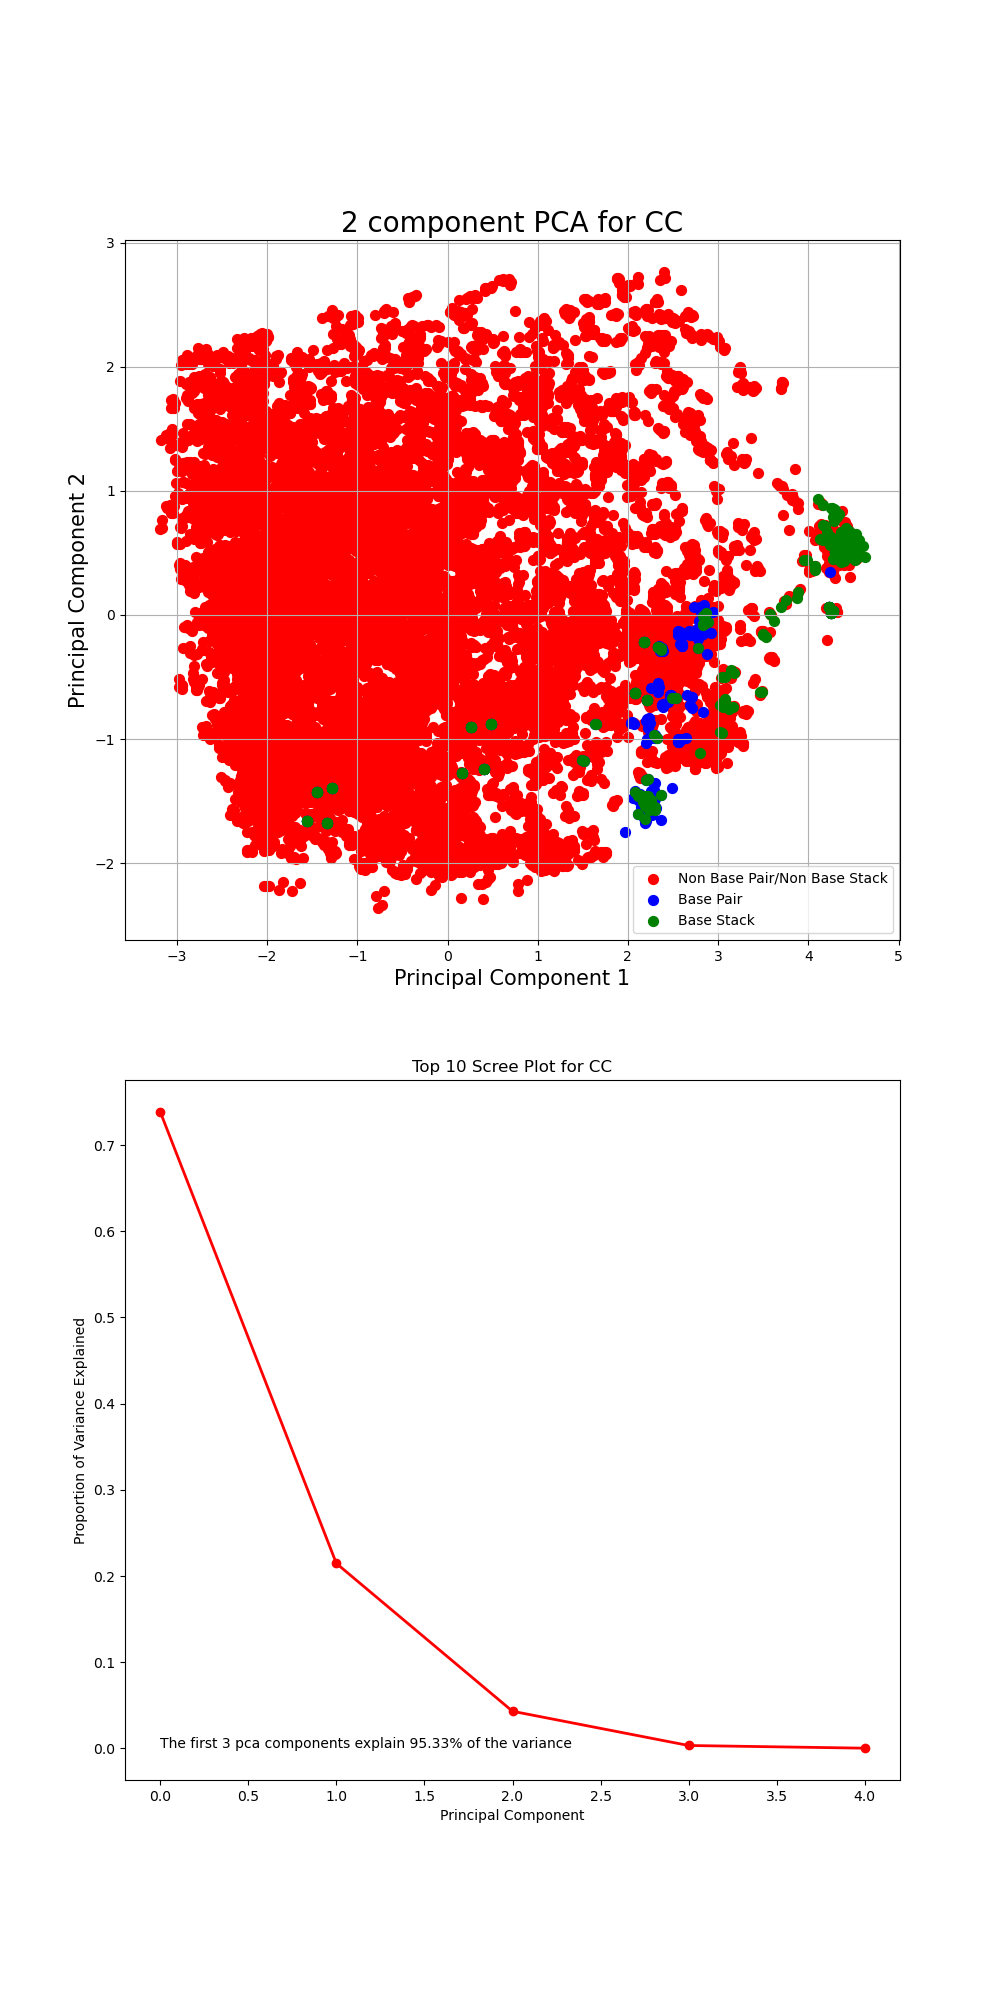 2 component PCA for CC
3
2
1
0
−1
−2
Principal Component 2
Non Base Pair/Non Base Stack
Base Pair
Base Stack
−3 −2 −1 0 1 2 3 4 5
Principal Component 1
Top 10 Scree Plot for CC
0.7
0.6
0.5
0.4
0.3
0.2
0.1
0.0
Proportion of Variance Explained
The first 3 pca components explain 95.33% of the variance
0.0 0.5 1.0 1.5 2.0 2.5 3.0 3.5 4.0
Principal Component